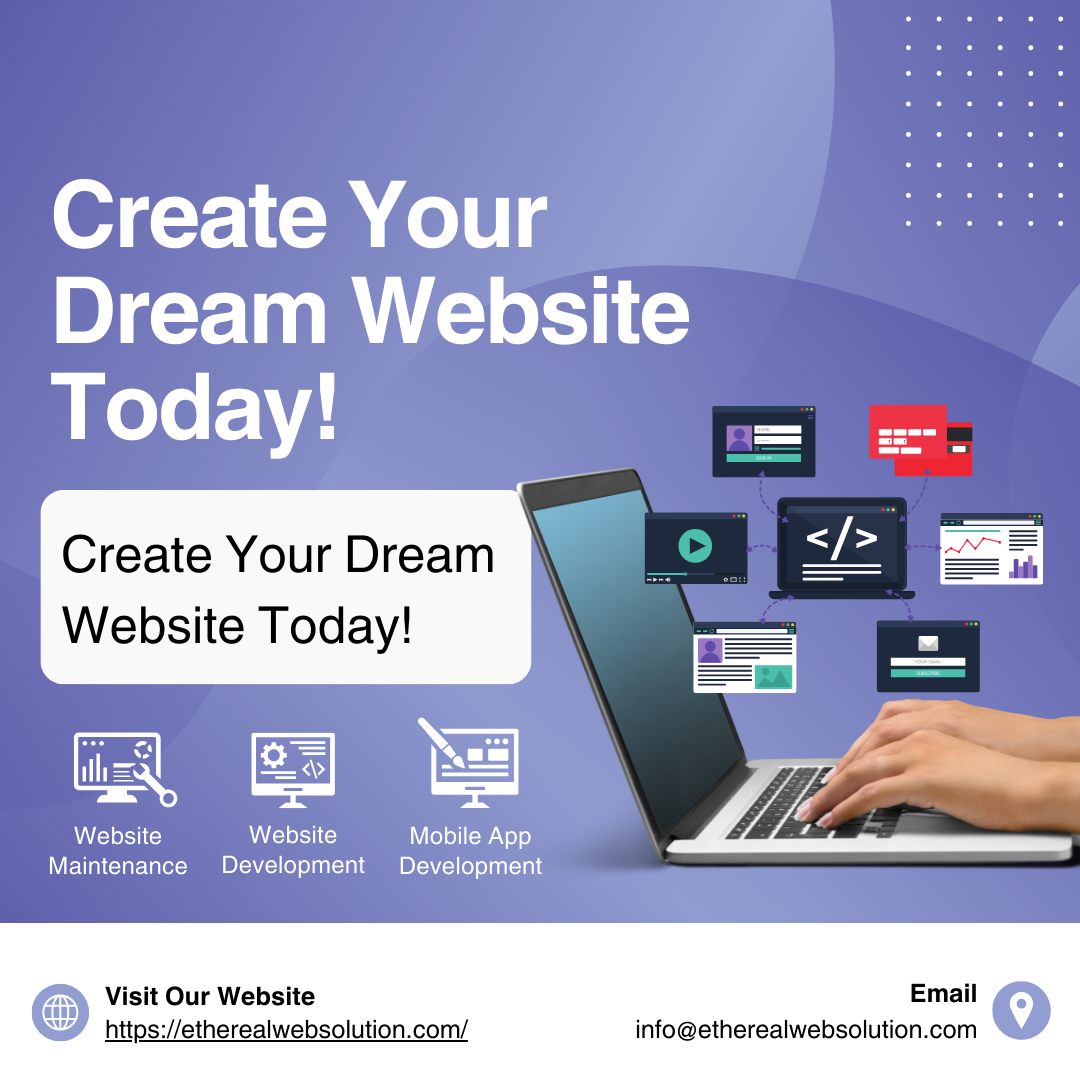 Create Your
Dream Website
Today!
Create Your Dream
Website Today!
NAME
SIGN IN
YOUR EMAIL
SUBSCRIBE
Website
Maintenance
Website
Development
Mobile App
Development
Visit Our Website
https://etherealwebsolution.com/
Email
info@etherealwebsolution.com